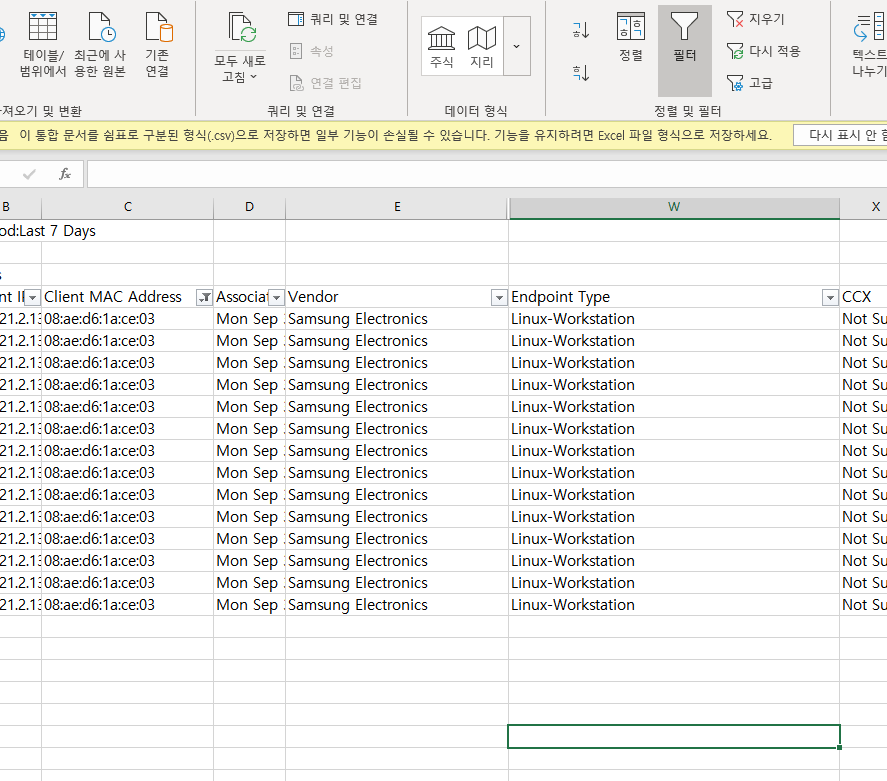 테이블/
범위에서
최근에 사
용한 원본
기존
연결
모두 새로
고침
쿼리 및 연결
속성
연결 편집
주식
지리
정렬
필터
지우기
다시 적용
고급
텍스트
나누기
져오기 및 변환
쿼리 및 연결
데이터 형식
정렬 및 필터
음 이 통합 문서를 쉼표로 구분된 형식(.csv)으로 저장하면 일부 기능이 손실될 수 있습니다. 기능을 유지하려면 Excel 파일 형식으로 저장하세요. 다시 표시 안
fx
B C D E W X
od:Last 7 Days
s
nt I Client MAC Address Associat Vendor Endpoint Type CCX
21.2.13 08:ae:d6:1a:ce:03 Mon Sep Samsung Electronics Linux-Workstation Not Su
21.2.13 08:ae:d6:1a:ce:03 Mon Sep Samsung Electronics Linux-Workstation Not Su
21.2.13 08:ae:d6:1a:ce:03 Mon Sep Samsung Electronics Linux-Workstation Not Su
21.2.13 08:ae:d6:1a:ce:03 Mon Sep Samsung Electronics Linux-Workstation Not Su
21.2.13 08:ae:d6:1a:ce:03 Mon Sep Samsung Electronics Linux-Workstation Not Su
21.2.13 08:ae:d6:1a:ce:03 Mon Sep Samsung Electronics Linux-Workstation Not Su
21.2.13 08:ae:d6:1a:ce:03 Mon Sep Samsung Electronics Linux-Workstation Not Su
21.2.13 08:ae:d6:1a:ce:03 Mon Sep Samsung Electronics Linux-Workstation Not Su
21.2.13 08:ae:d6:1a:ce:03 Mon Sep Samsung Electronics Linux-Workstation Not Su
21.2.13 08:ae:d6:1a:ce:03 Mon Sep Samsung Electronics Linux-Workstation Not Su
21.2.13 08:ae:d6:1a:ce:03 Mon Sep Samsung Electronics Linux-Workstation Not Su
21.2.13 08:ae:d6:1a:ce:03 Mon Sep Samsung Electronics Linux-Workstation Not Su
21.2.13 08:ae:d6:1a:ce:03 Mon Sep Samsung Electronics Linux-Workstation Not Su
21.2.13 08:ae:d6:1a:ce:03 Mon Sep Samsung Electronics Linux-Workstation Not Su